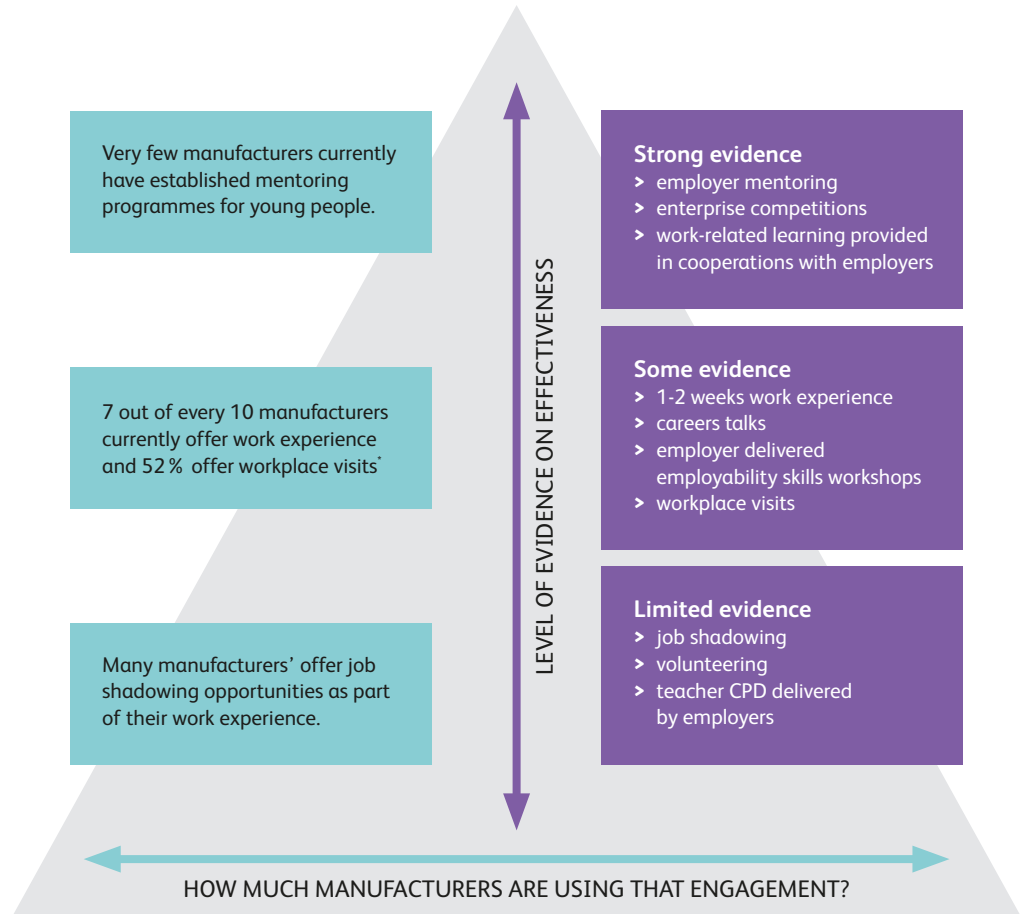 Very few manufacturers currently
have established mentoring
programmes for young people.
Strong evidence
> employer mentoring
> enterprise competitions
> work-related learning provided
in cooperations with employers
LEVEL OF EVIDENCE ON EFFECTIVENESS
7 out of every 10 manufacturers
currently offer work experience
and 52% offer workplace visits*
Some evidence
> 1-2 weeks work experience
> careers talks
> employer delivered
employability skills workshops
> workplace visits
Many manufacturers’ offer job
shadowing opportunities as part
of their work experience.
Limited evidence
> job shadowing
> volunteering
> teacher CPD delivered
by employers
HOW MUCH MANUFACTURERS ARE USING THAT ENGAGEMENT?